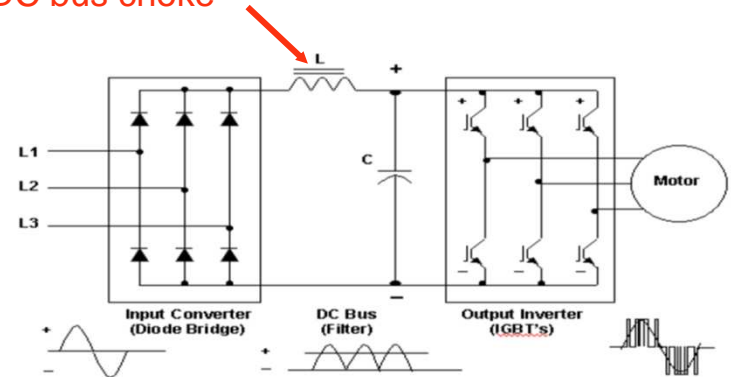 DC bus choke
L
+
+ + +
L1
C
L2
Motor
L3
− − −
−
Input Converter
(Diode Bridge)
DC Bus
(Filter)
Output Inverter
(IGBT's)
+
−
+
−